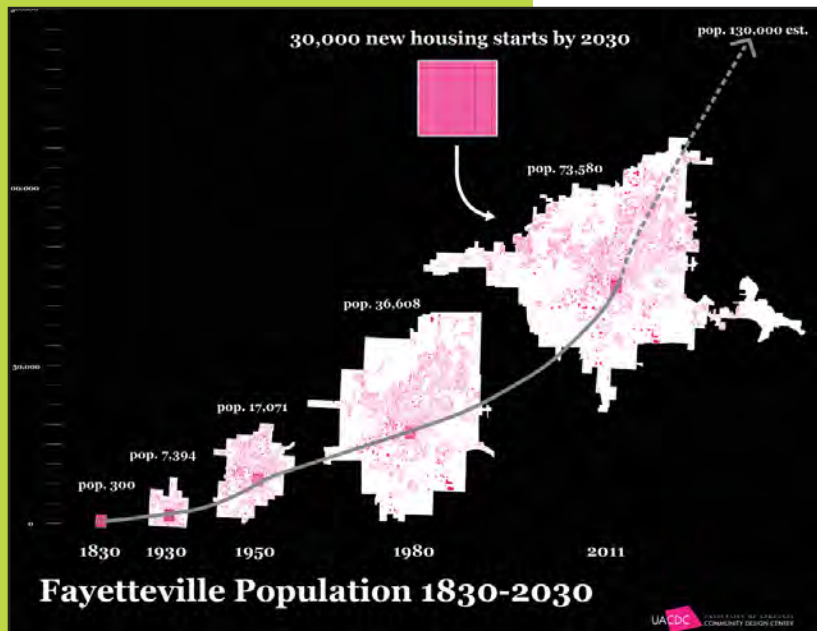 30,000 new housing starts by 2030
pop. 130,000 est.
pop. 73,580
pop. 36,608
30,000
pop. 17,071
pop. 7,394
pop. 300
0
1830 1930 1950 1980 2011
Fayetteville Population 1830-2030
UACDC
COMMUNITY DESIGN CENTER